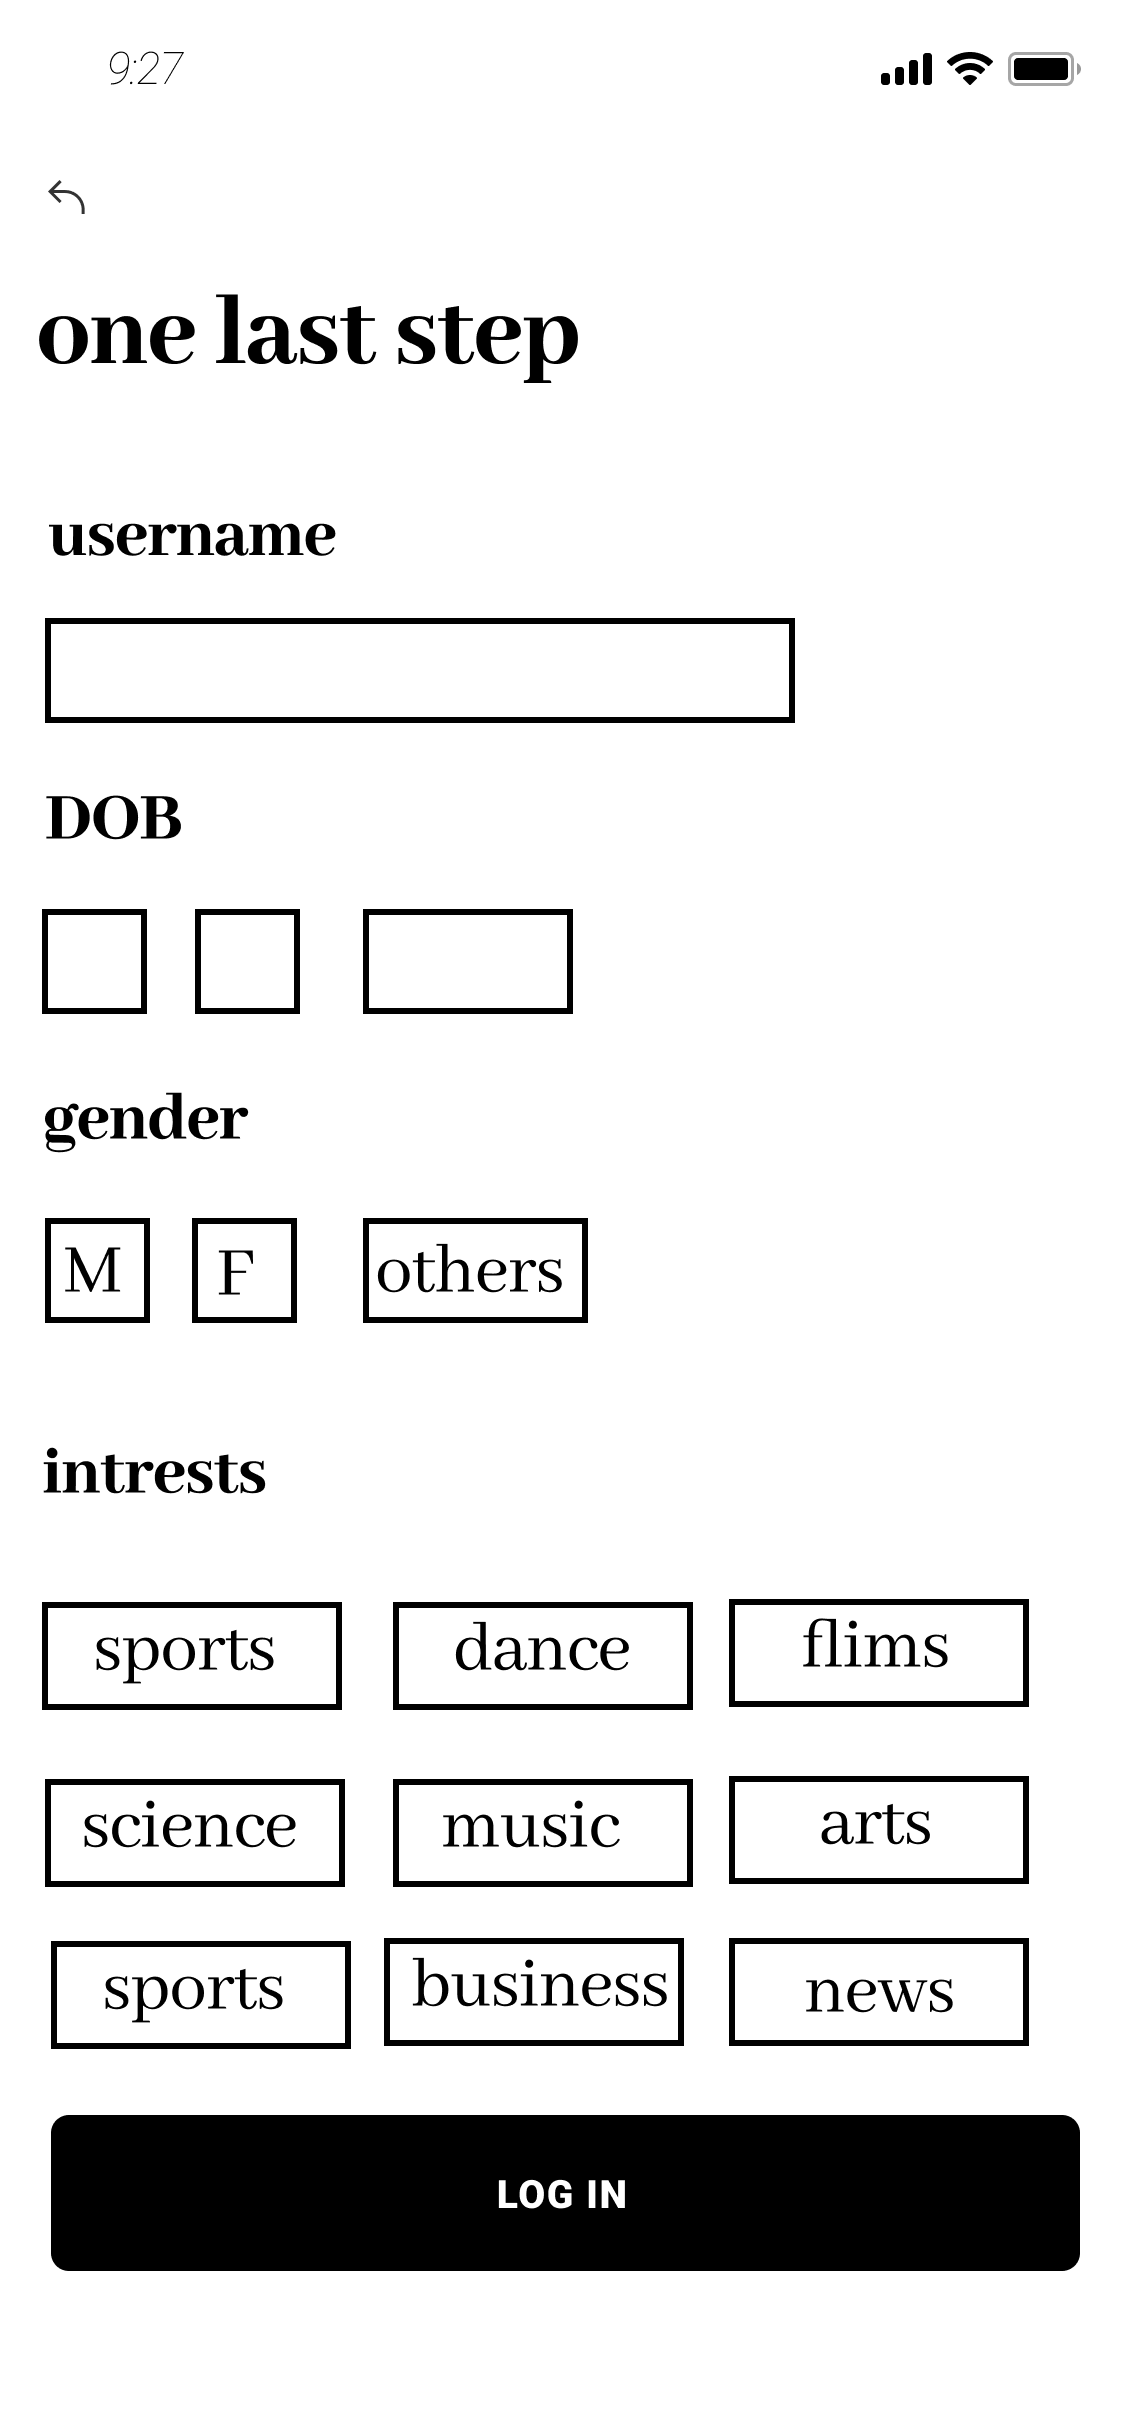 9:27
one last step
username
DOB
gender
M F others
intrests
sports dance flims
science music arts
sports business news
LOG IN